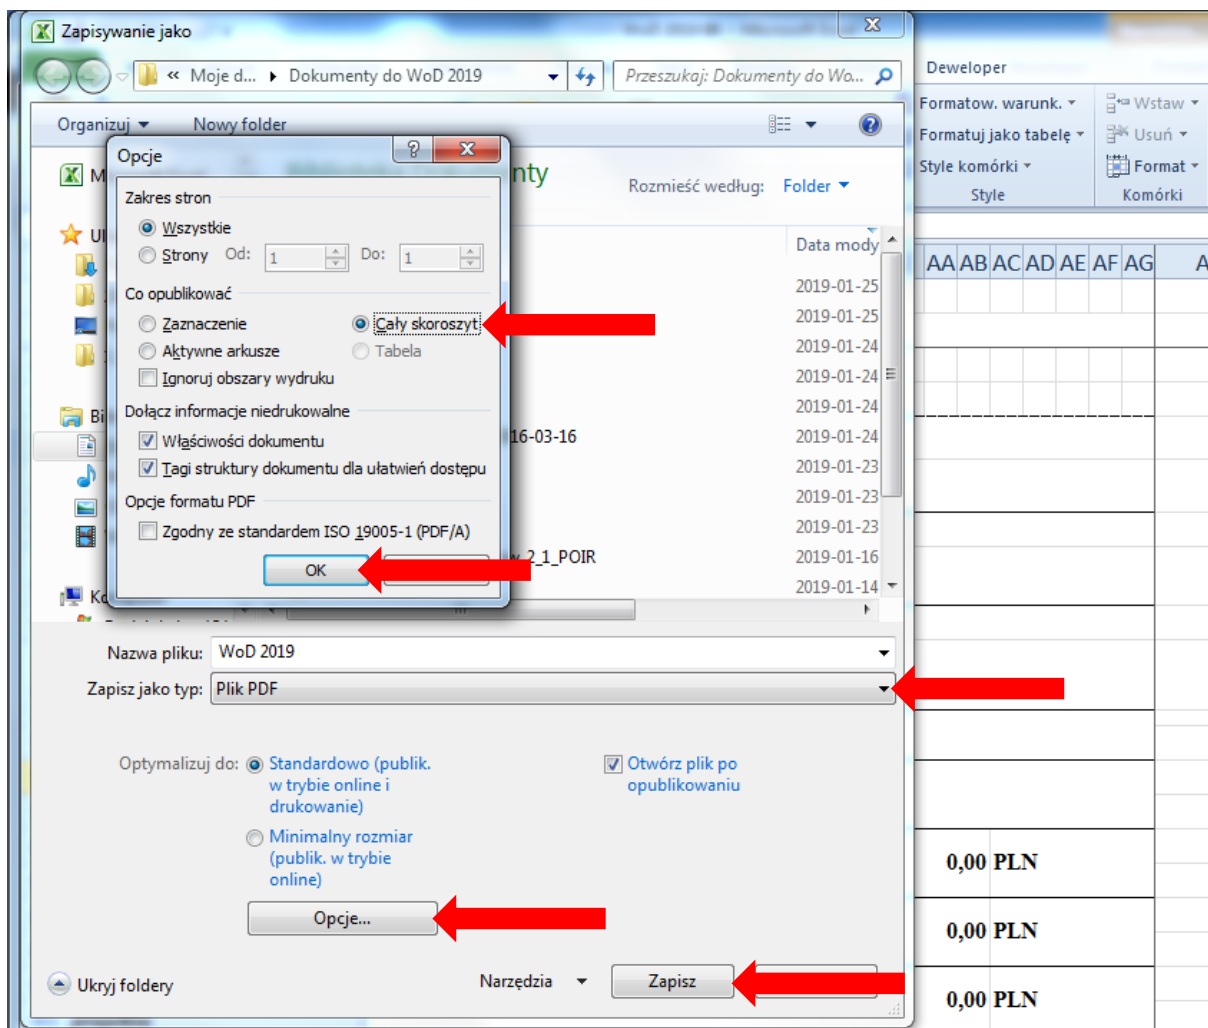 Zapisywanie jako
« Moje d... ▸ Dokumenty do WoD 2019
Przeszukaj: Dokumenty do Wo...
Organizuj Nowy folder
Rozmieść według: Folder
Data mody
2019-01-25
2019-01-25
2019-01-24
2019-01-24
2019-01-24
16-03-16 2019-01-24
2019-01-23
2019-01-23
2019-01-23
2_1_POIR 2019-01-16
2019-01-14
Opcje
Zakres stron
Wszystkie
Strony Od: 1 Do: 1
Co opublikować
Zaznaczenie Cały skoroszyt
Aktywne arkusze Tabela
Ignoruj obszary wydruku
Dołącz informacje niedrukowalne
Właściwości dokumentu
Tagi struktury dokumentu dla ułatwień dostępu
Opcje formatu PDF
Zgodny ze standardem ISO 19005-1 (PDF/A)
OK
Nazwa pliku: WoD 2019
Zapisz jako typ: Plik PDF
Optymalizuj do: Standardowo (publik.
w trybie online i
drukowanie)
Minimalny rozmiar
(publik. w trybie
online)
Otwórz plik po
opublikowaniu
Opcje...
Ukryj foldery Narzędzia Zapisz
Deweloper
Formatow. warunk. Wstaw
Formatuj jako tabelę Usuń
Style komórki Format
Style Komórki
AA AB AC AD AE AF AG
0,00 PLN
0,00 PLN
0,00 PLN